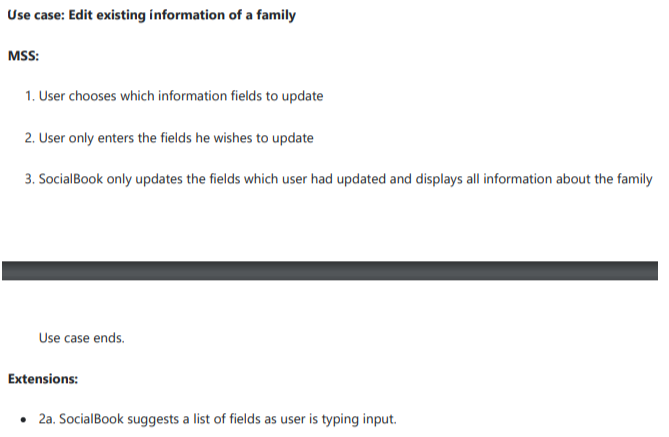 Use case: Edit existing information of a family
MSS:
1. User chooses which information fields to update
2. User only enters the fields he wishes to update
3. SocialBook only updates the fields which user had updated and displays all information about the family
Use case ends.
Extensions:
• 2a. SocialBook suggests a list of fields as user is typing input.